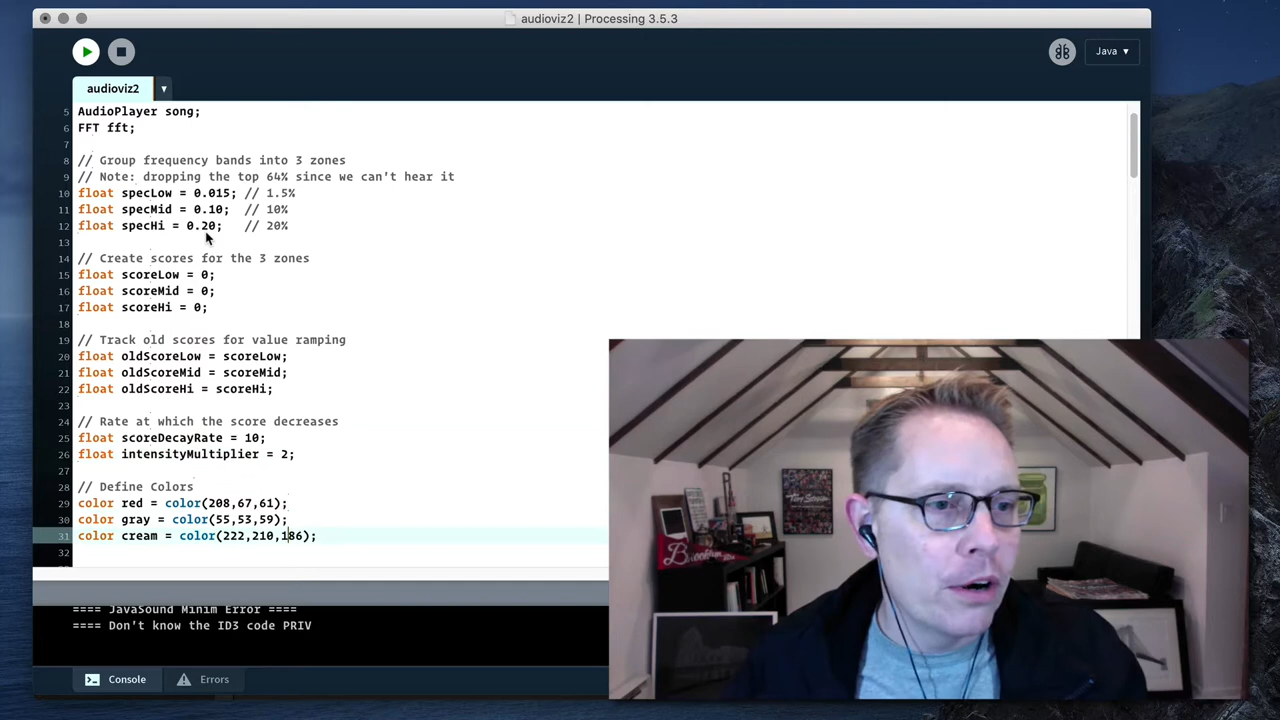 audioviz2 | Processing 3.5.3
Java ▾
audioviz2
5 AudioPlayer song;
6 FFT fft;
7
8 // Group frequency bands into 3 zones
9 // Note: dropping the top 64% since we can't hear it
10 float specLow = 0.015; // 1.5%
11 float specMid = 0.10; // 10%
12 float specHi = 0.20; // 20%
13
14 // Create scores for the 3 zones
15 float scoreLow = 0;
16 float scoreMid = 0;
17 float scoreHi = 0;
18
19 // Track old scores for value ramping
20 float oldScoreLow = scoreLow;
21 float oldScoreMid = scoreMid;
22 float oldScoreHi = scoreHi;
23
24 // Rate at which the score decreases
25 float scoreDecayRate = 10;
26 float intensityMultiplier = 2;
27
28 // Define Colors
29 color red = color(208,67,61);
30 color gray = color(55,53,59);
31 color cream = color(222,210,186);
32
==== JavaSound Minim Error ====
==== Don't know the ID3 code PRIV
Console
Errors
Brooklyn